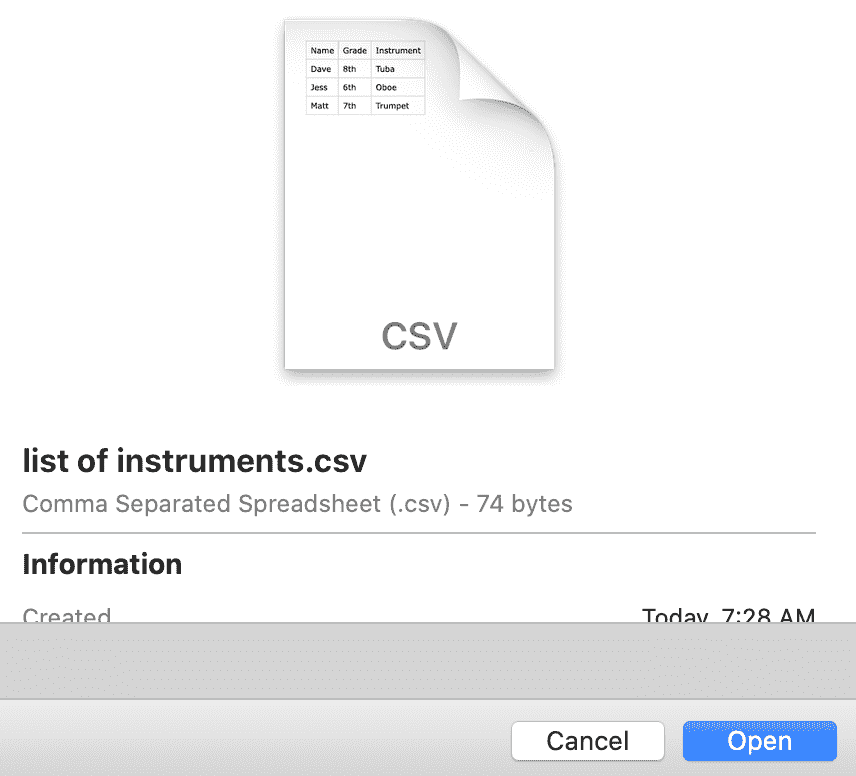 Name Grade Instrument
Dave 8th Tuba
Jess 6th Oboe
Matt 7th Trumpet
CSV
list of instruments.csv
Comma Separated Spreadsheet (.csv) - 74 bytes
Information
Created Today, 7:28 AM
Cancel Open